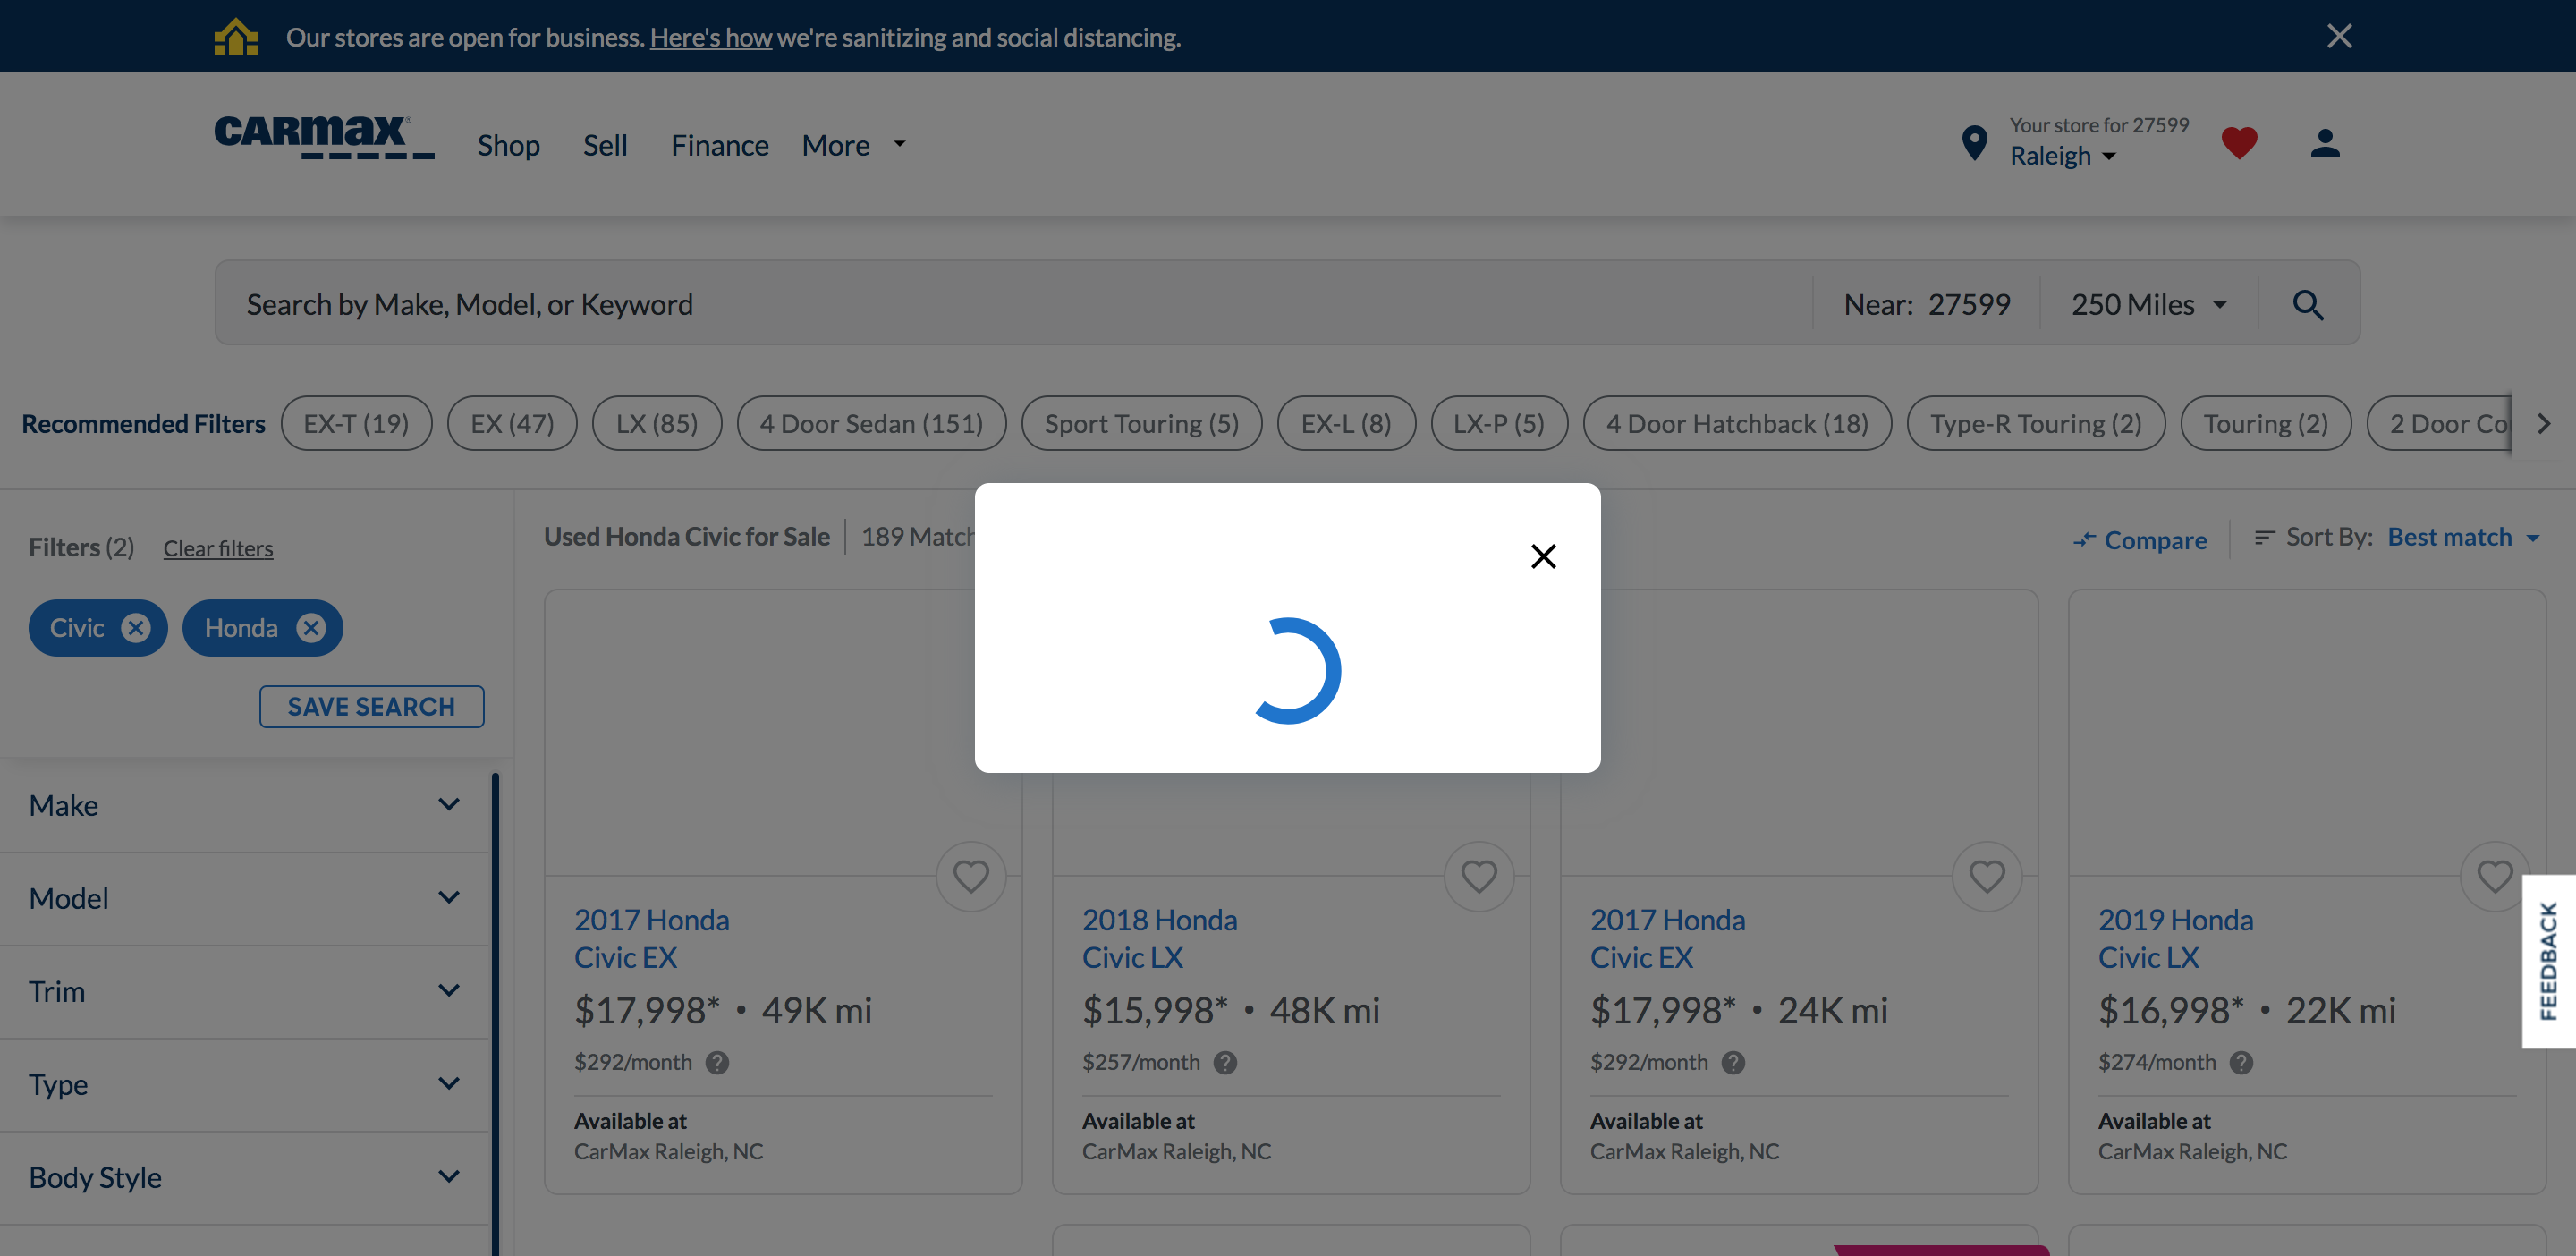 Our stores are open for business. Here's how we're sanitizing and social distancing.
CARMAX
Shop Sell Finance More
Your store for 27599
Raleigh
Search by Make, Model, or Keyword Near: 27599 250 Miles
Recommended Filters EX-T (19) EX (47) LX (85) 4 Door Sedan (151) Sport Touring (5) EX-L (8) LX-P (5) 4 Door Hatchback (18) Type-R Touring (2) Touring (2) 2 Door Co
Filters (2) Clear filters
Civic Honda
SAVE SEARCH
Make
Model
Trim
Type
Body Style
Used Honda Civic for Sale 189 Match
Compare Sort By: Best match
2017 Honda
Civic EX
$17,998* • 49K mi
$292/month
Available at
CarMax Raleigh, NC
2018 Honda
Civic LX
$15,998* • 48K mi
$257/month
Available at
CarMax Raleigh, NC
2017 Honda
Civic EX
$17,998* • 24K mi
$292/month
Available at
CarMax Raleigh, NC
2019 Honda
Civic LX
$16,998* • 22K mi
$274/month
Available at
CarMax Raleigh, NC
FEEDBACK